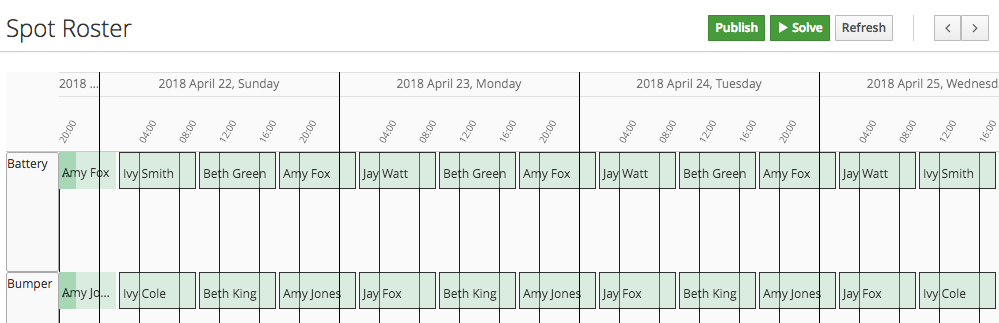 Spot Roster
Publish
Solve
Refresh
2018 ... 2018 April 22, Sunday 2018 April 23, Monday 2018 April 24, Tuesday 2018 April 25, Wednesd
20:00 04:00 08:00 12:00 16:00 20:00 04:00 08:00 12:00 16:00 20:00 04:00 08:00 12:00 16:00 20:00 04:00 08:00 12:00 16:00
Battery Amy Fox Ivy Smith Beth Green Amy Fox Jay Watt Beth Green Amy Fox Jay Watt Beth Green Amy Fox Jay Watt Ivy Smith
Bumper Amy Jo... Ivy Cole Beth King Amy Jones Jay Fox Beth King Amy Jones Jay Fox Beth King Amy Jones Jay Fox Ivy Cole